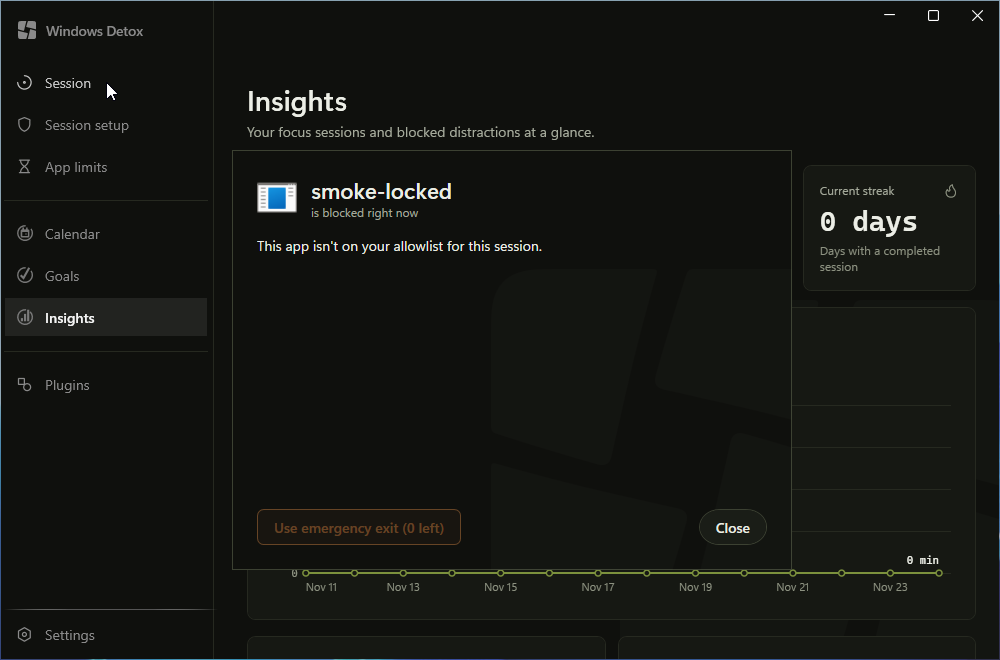 Windows Detox
Session
Session setup
App limits
Calendar
Goals
Insights
Plugins
Settings
Insights
Your focus sessions and blocked distractions at a glance.
smoke-locked
is blocked right now
This app isn't on your allowlist for this session.
Use emergency exit (0 left)
Close
Current streak
0 days
Days with a completed
session
0 min
0
Nov 11
Nov 13
Nov 15
Nov 17
Nov 19
Nov 21
Nov 23